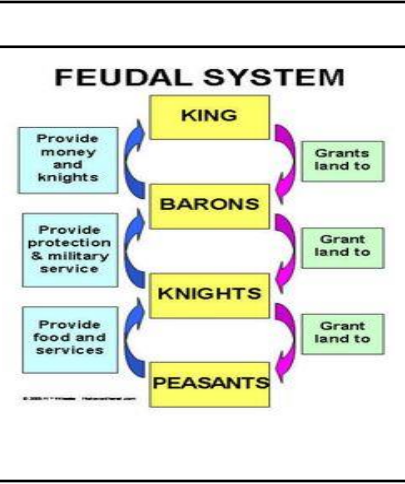 FEUDAL SYSTEM
KING
Provide
money
and
knights
Grants
land to
BARONS
Provide
protection
& military
service
Grant
land to
KNIGHTS
Provide
food and
services
Grant
land to
PEASANTS